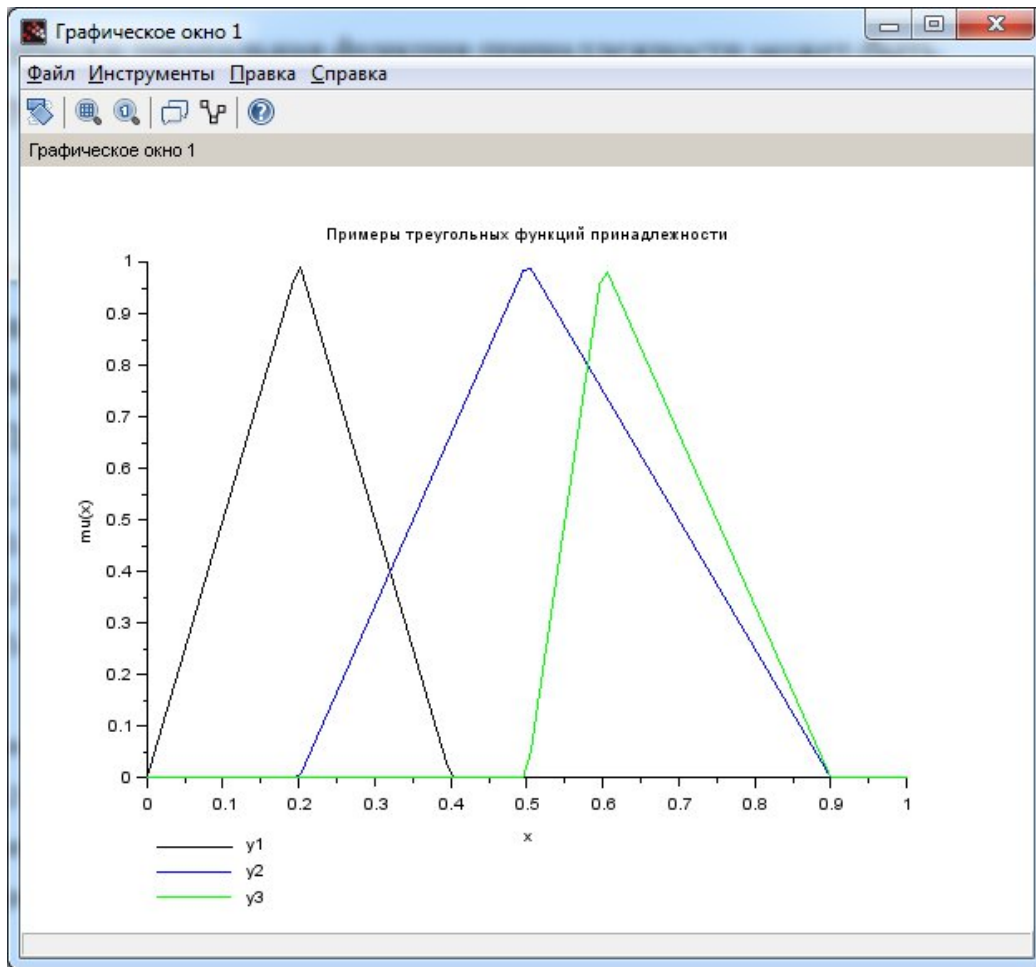 Графическое окно 1
Файл Инструменты Правка Справка
Графическое окно 1
Примеры треугольных функций принадлежности
1
0.9
0.8
0.7
0.6
0.5
0.4
0.3
0.2
0.1
0
mu(x)
0 0.1 0.2 0.3 0.4 0.5 0.6 0.7 0.8 0.9 1
x
y1
y2
y3